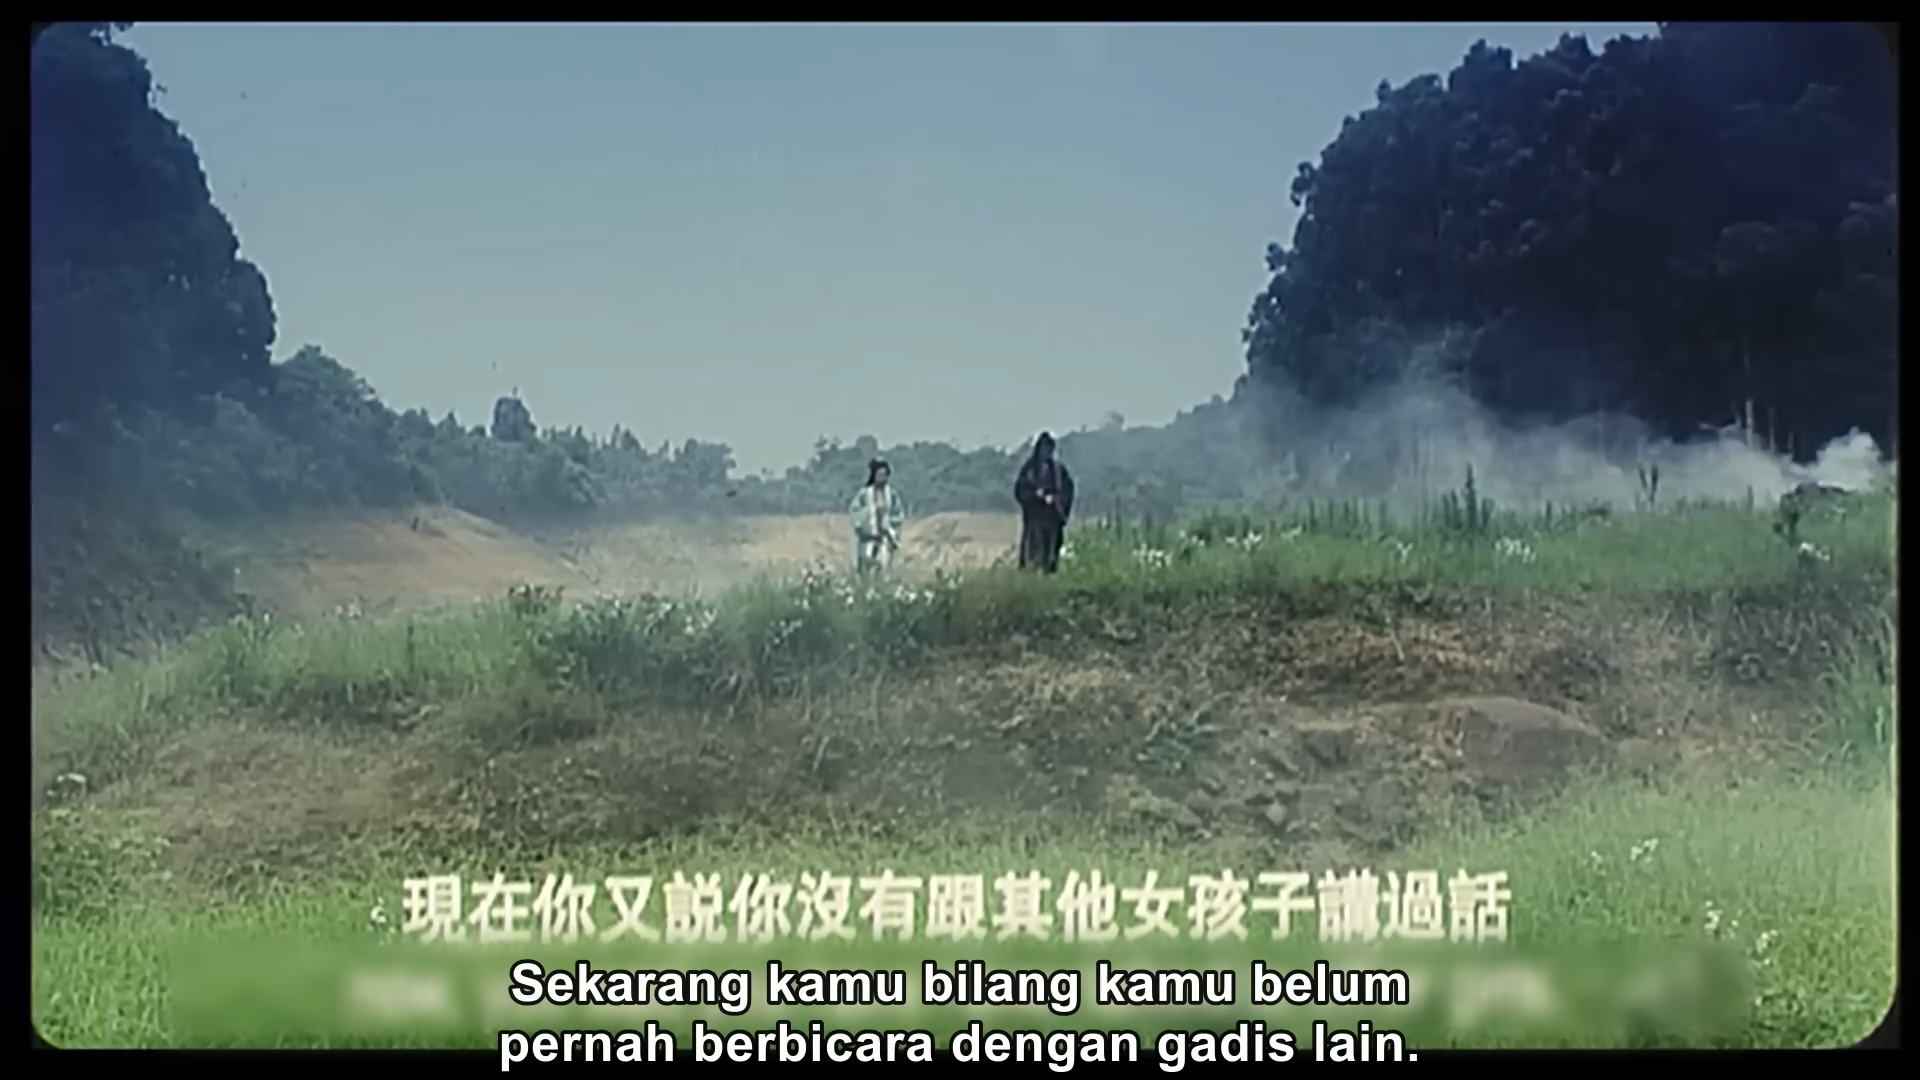 現在你又説你沒有跟其他女孩子講過話
Sekarang kamu bilang kamu belum
pernah berbicara dengan gadis lain.